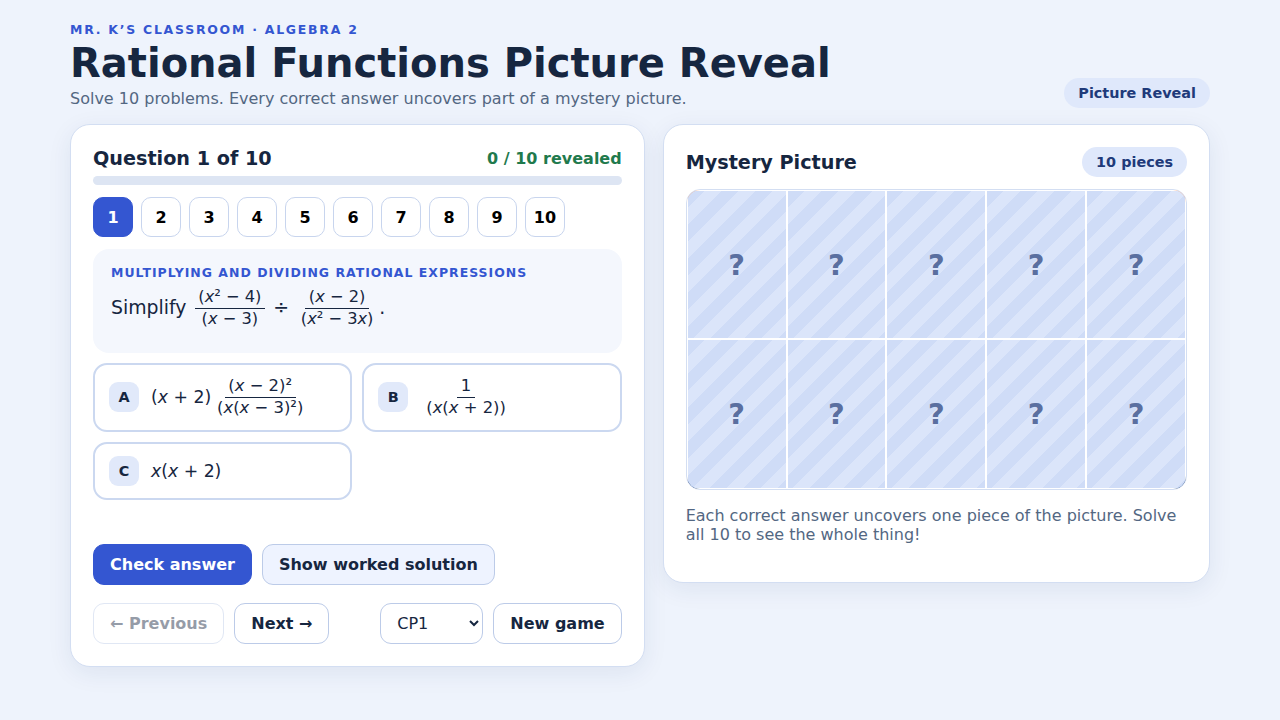 MR. K’S CLASSROOM · ALGEBRA 2
Rational Functions Picture Reveal
Solve 10 problems. Every correct answer uncovers part of a mystery picture.
Picture Reveal
Question 1 of 10
0 / 10 revealed
1 2 3 4 5 6 7 8 9 10
MULTIPLYING AND DIVIDING RATIONAL EXPRESSIONS
Simplify (x² − 4)/(x − 3) ÷ (x − 2)/(x² − 3x) .
A (x + 2) (x − 2)²/(x(x − 3)²)
B 1/(x(x + 2))
C x(x + 2)
Check answer
Show worked solution
← Previous
Next →
CP1
New game
Mystery Picture
10 pieces
? ? ? ? ?
? ? ? ? ?
Each correct answer uncovers one piece of the picture. Solve
all 10 to see the whole thing!